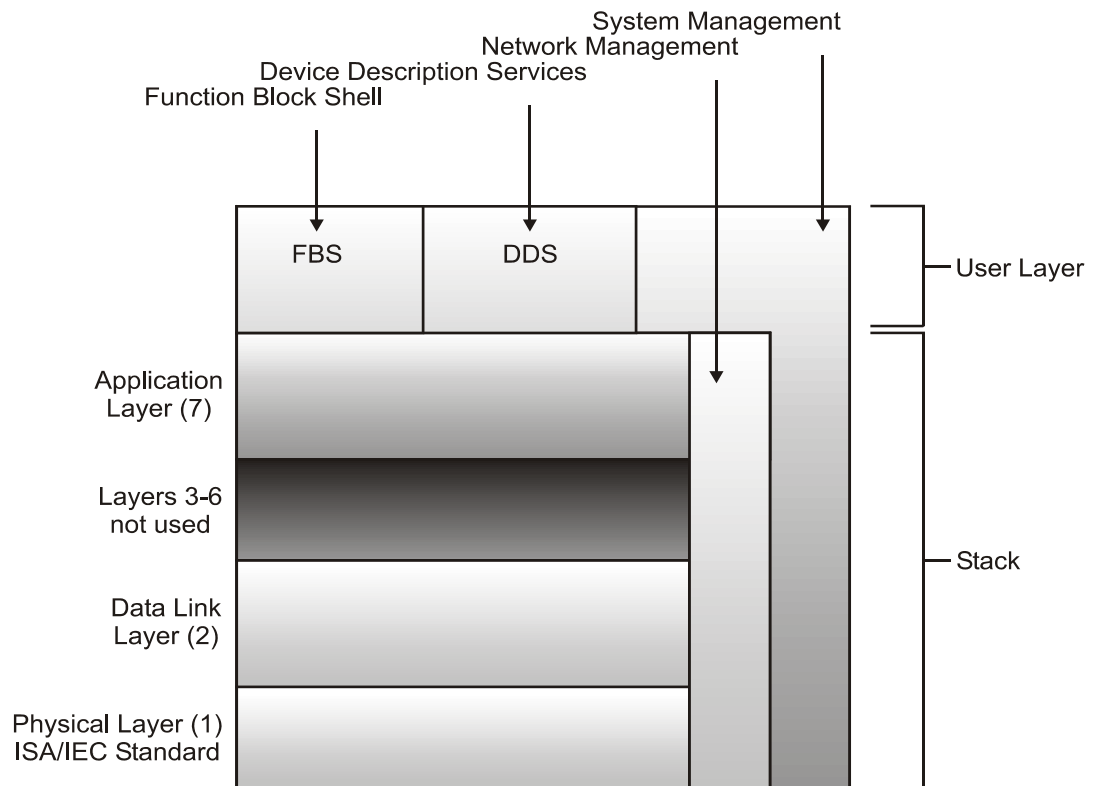 System Management
Network Management
Device Description Services
Function Block Shell
FBS
DDS
User Layer
Application
Layer (7)
Layers 3-6
not used
Stack
Data Link
Layer (2)
Physical Layer (1)
ISA/IEC Standard